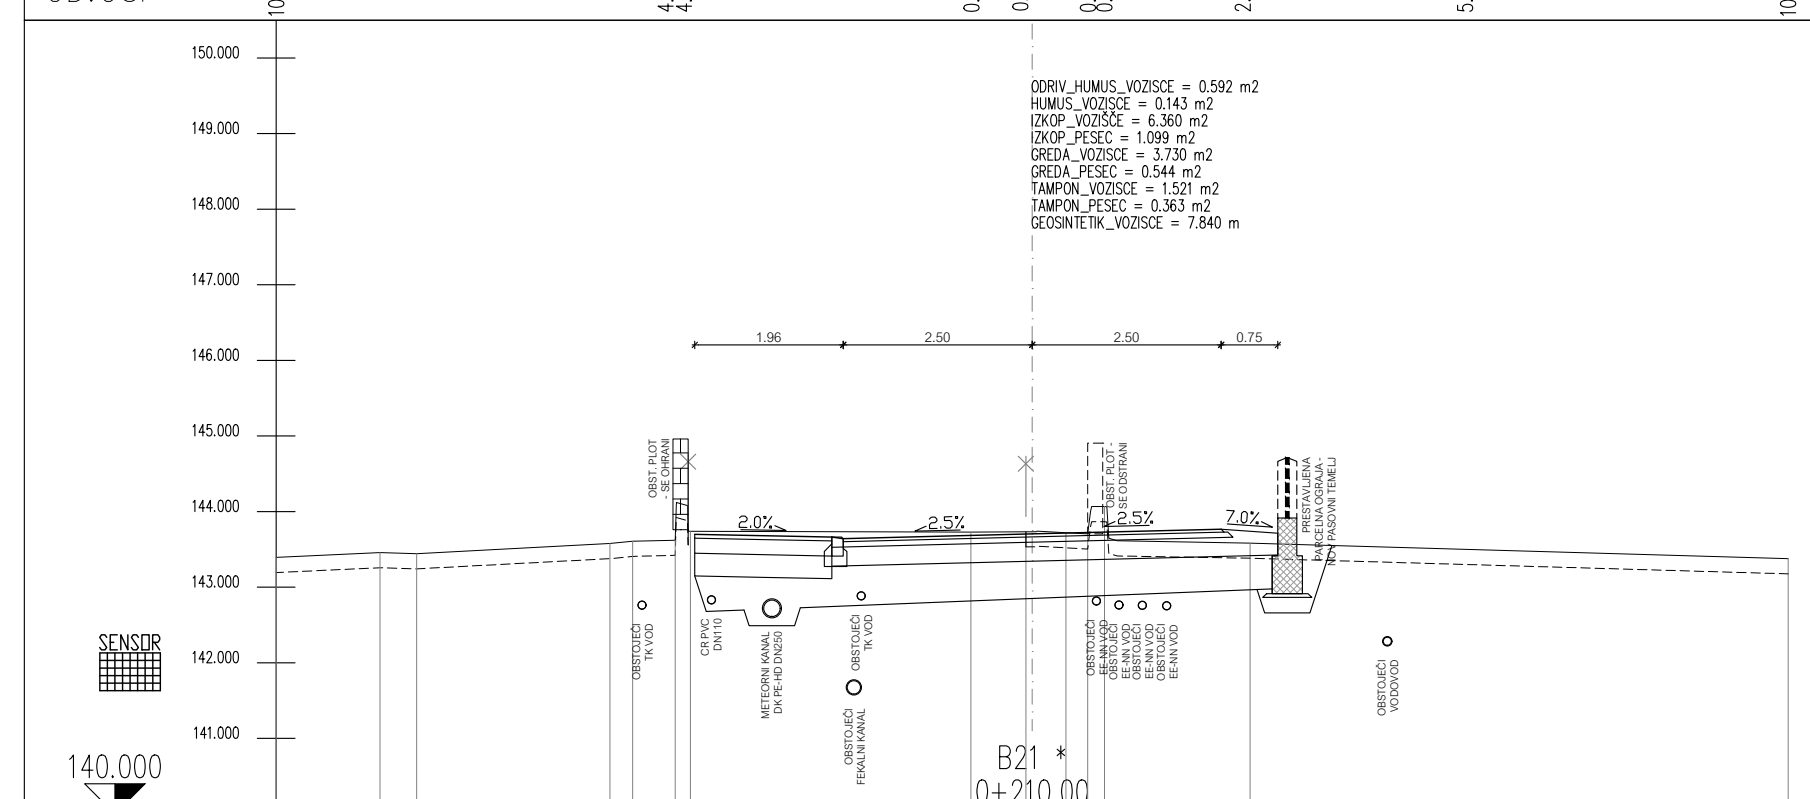 150.000
149.000
148.000
147.000
146.000
145.000
144.000
143.000
142.000
141.000
140.000
SENSOR
ODRIV_HUMUS_VOZISCE = 0.592 m2
HUMUS_VOZISCE = 0.143 m2
IZKOP_VOZIŠČE = 6.360 m2
IZKOP_PESEC = 1.099 m2
GREDA_VOZISCE = 3.730 m2
GREDA_PESEC = 0.544 m2
TAMPON_VOZISCE = 1.521 m2
TAMPON_PESEC = 0.363 m2
GEOSINTETIK_VOZISCE = 7.840 m
1.96
2.50
2.50
0.75
OBST. PLOT
- SE OHRANI
OBST. PLOT -
SE ODSTRANI
PRESTAVLJENA
PARCELNA OGRAJA -
NOV PASOVNI TEMELJ
2.0%
2.5%
2.5%
7.0%
OBSTOJEČI
TK VOD
CR PVC
DN110
METEORNI KANAL
DK PE-HD DN250
OBSTOJEČI
TK VOD
OBSTOJEČI
FEKALNI KANAL
OBSTOJEČI
EE-NN VOD
OBSTOJEČI
EE-NN VOD
OBSTOJEČI
EE-NN VOD
OBSTOJEČI
EE-NN VOD
OBSTOJEČI
VODOVOD
B21 *
0+210.00